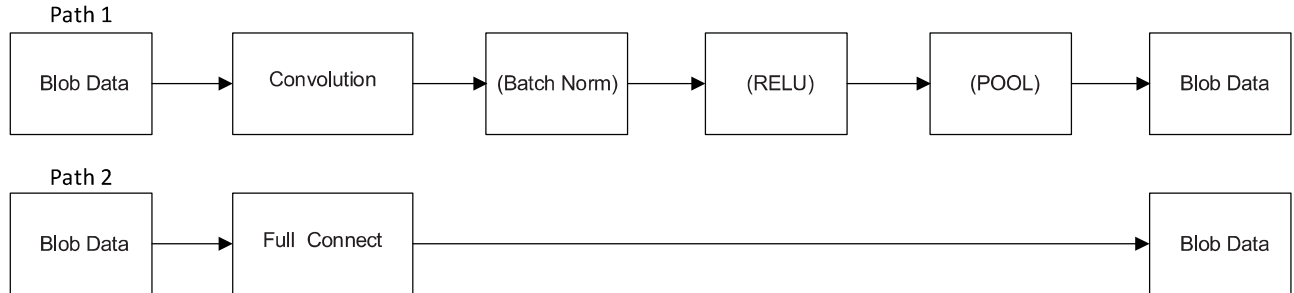 Path 1
Blob Data
Convolution
(Batch Norm)
(RELU)
(POOL)
Blob Data
Path 2
Blob Data
Full Connect
Blob Data